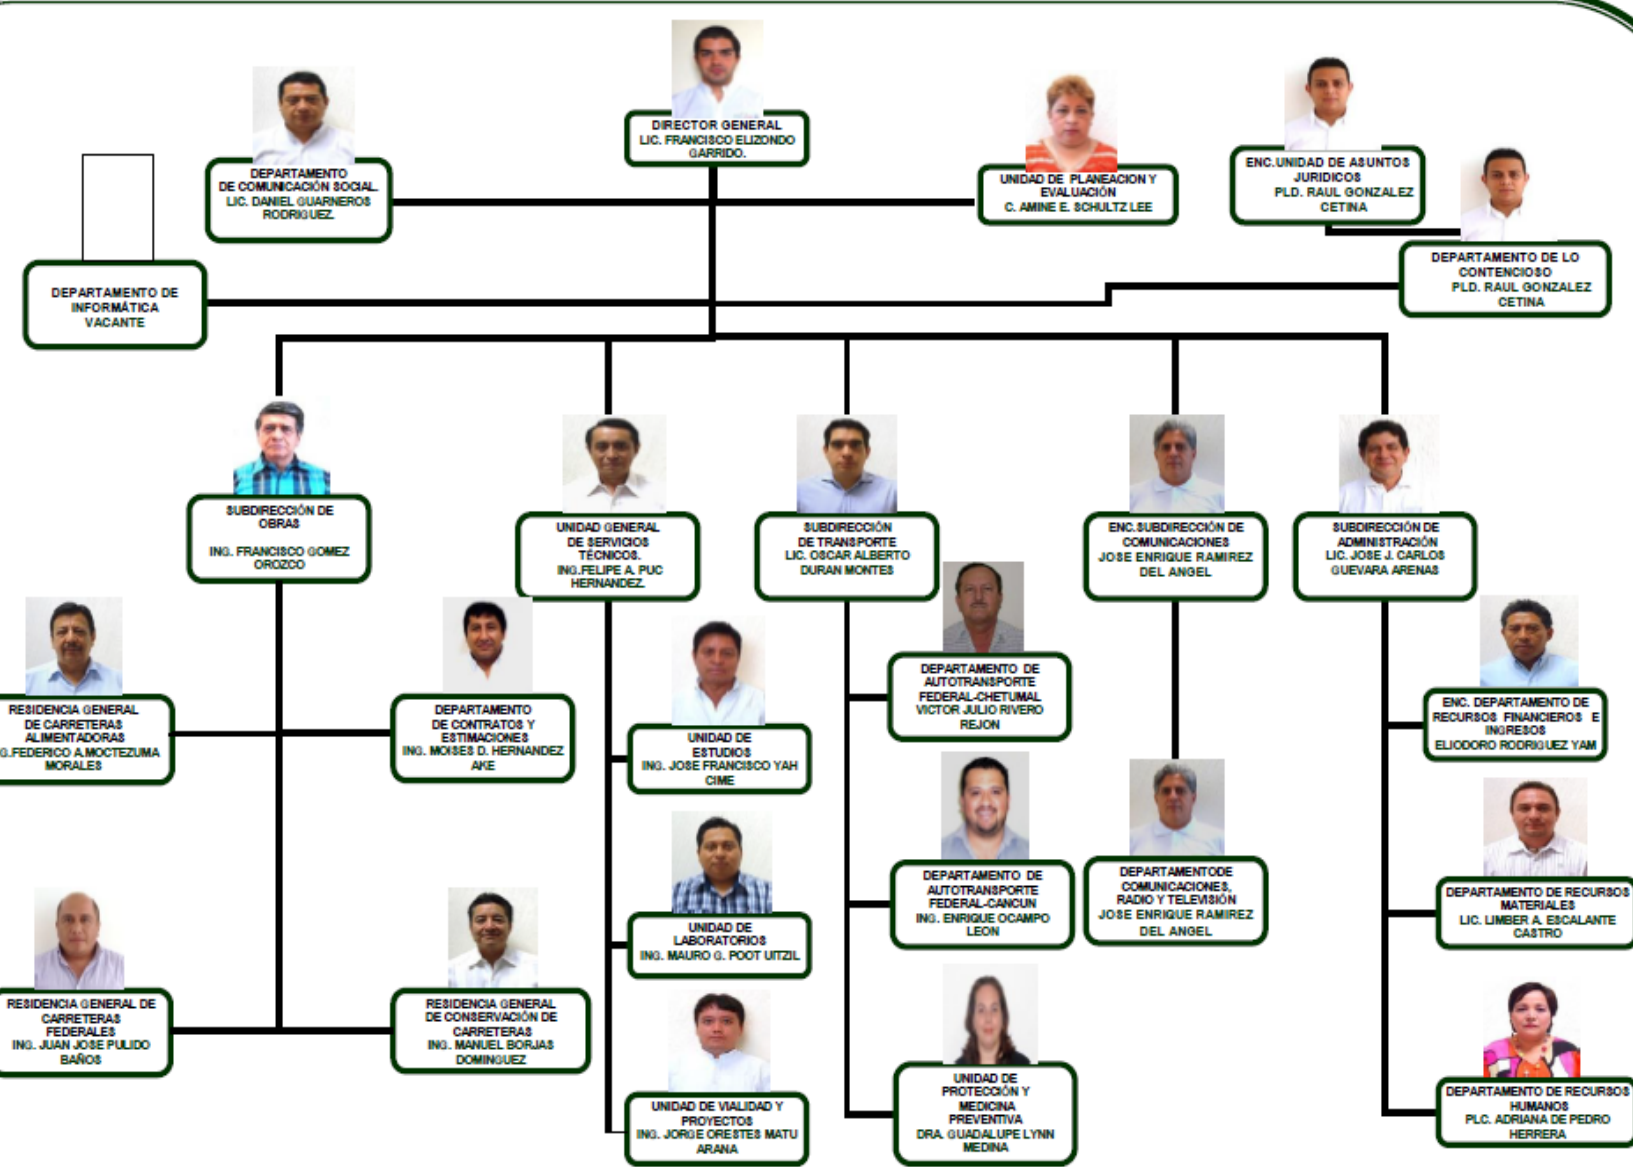 DIRECTOR GENERAL
LIC. FRANCISCO ELIZONDO
GARRIDO.
DEPARTAMENTO
DE COMUNICACIÓN SOCIAL.
LIC. DANIEL GUARNEROS
RODRIGUEZ.
UNIDAD DE PLANEACION Y
EVALUACIÓN
C. AMINE E. SCHULTZ LEE
ENC.UNIDAD DE ASUNTOS
JURIDICOS
PLD. RAUL GONZALEZ
CETINA
DEPARTAMENTO DE LO
CONTENCIOSO
PLD. RAUL GONZALEZ
CETINA
DEPARTAMENTO DE
INFORMÁTICA
VACANTE
SUBDIRECCIÓN DE
OBRAS
ING. FRANCISCO GOMEZ
OROZCO
UNIDAD GENERAL
DE SERVICIOS
TÉCNICOS.
ING.FELIPE A. PUC
HERNANDEZ.
SUBDIRECCIÓN
DE TRANSPORTE
LIC. OSCAR ALBERTO
DURAN MONTES
ENC.SUBDIRECCIÓN DE
COMUNICACIONES
JOSE ENRIQUE RAMIREZ
DEL ANGEL
SUBDIRECCIÓN DE
ADMINISTRACIÓN
LIC. JOSE J. CARLOS
GUEVARA ARENAS
RESIDENCIA GENERAL
DE CARRETERAS
ALIMENTADORAS
G.FEDERICO A.MOCTEZUMA
MORALES
DEPARTAMENTO
DE CONTRATOS Y
ESTIMACIONES
ING. MOISES D. HERNANDEZ
AKE
RESIDENCIA GENERAL DE
CARRETERAS
FEDERALES
ING. JUAN JOSE PULIDO
BAÑOS
RESIDENCIA GENERAL
DE CONSERVACIÓN DE
CARRETERAS
ING. MANUEL BORJAS
DOMINGUEZ
UNIDAD DE
ESTUDIOS
ING. JOSE FRANCISCO YAH
CIME
UNIDAD DE
LABORATORIOS
ING. MAURO G. POOT UITZIL
UNIDAD DE VIALIDAD Y
PROYECTOS
ING. JORGE ORESTES MATU
ARANA
DEPARTAMENTO DE
AUTOTRANSPORTE
FEDERAL-CHETUMAL
VICTOR JULIO RIVERO
REJON
DEPARTAMENTO DE
AUTOTRANSPORTE
FEDERAL-CANCUN
ING. ENRIQUE OCAMPO
LEON
UNIDAD DE
PROTECCIÓN Y
MEDICINA
PREVENTIVA
DRA. GUADALUPE LYNN
MEDINA
DEPARTAMENTODE
COMUNICACIONES,
RADIO Y TELEVISIÓN
JOSE ENRIQUE RAMIREZ
DEL ANGEL
ENC. DEPARTAMENTO DE
RECURSOS FINANCIEROS E
INGRESOS
ELIODORO RODRIGUEZ YAM
DEPARTAMENTO DE RECURSOS
MATERIALES
LIC. LIMBER A. ESCALANTE
CASTRO
DEPARTAMENTO DE RECURSOS
HUMANOS
PLC. ADRIANA DE PEDRO
HERRERA